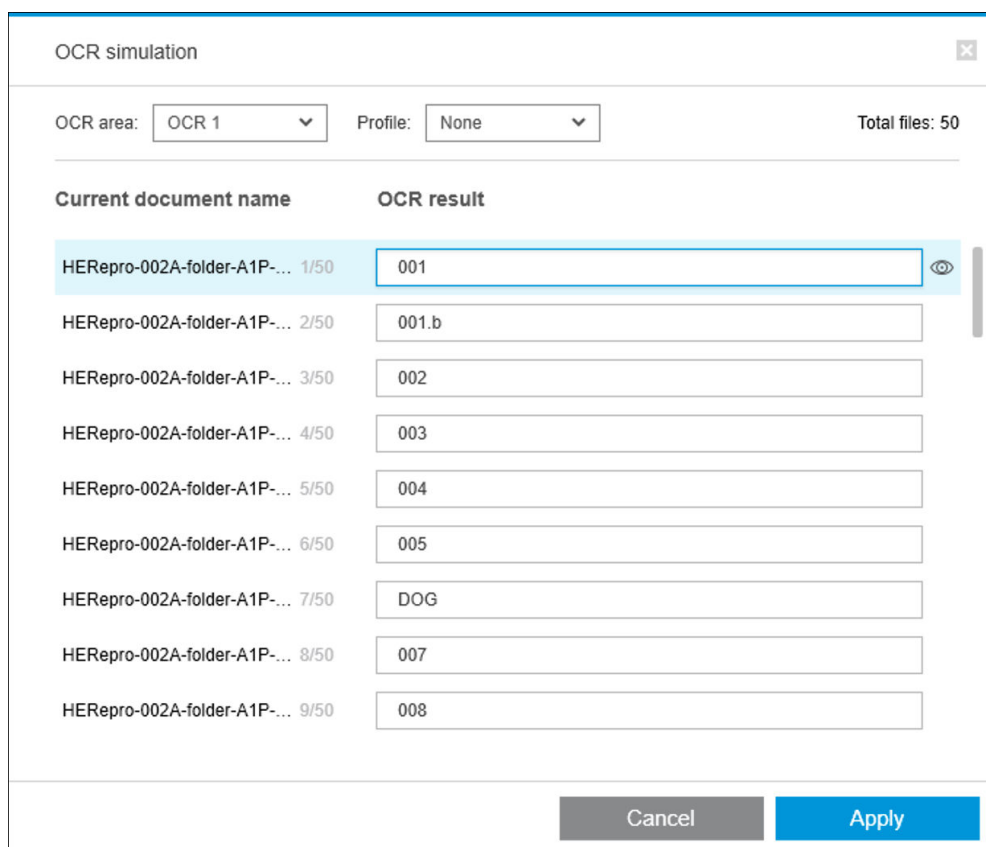 OCR simulation
OCR area: OCR 1 Profile: None Total files: 50
Current document name OCR result
HERepro-002A-folder-A1P-... 1/50 001
HERepro-002A-folder-A1P-... 2/50 001.b
HERepro-002A-folder-A1P-... 3/50 002
HERepro-002A-folder-A1P-... 4/50 003
HERepro-002A-folder-A1P-... 5/50 004
HERepro-002A-folder-A1P-... 6/50 005
HERepro-002A-folder-A1P-... 7/50 DOG
HERepro-002A-folder-A1P-... 8/50 007
HERepro-002A-folder-A1P-... 9/50 008
Cancel Apply